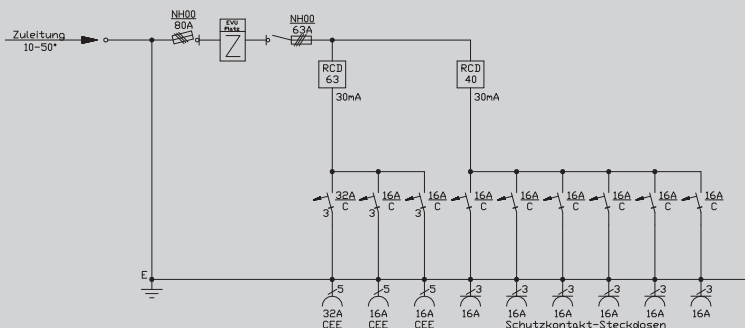 Zuleitung
10-50°
NH00
80A
EVU
Platz
Z
NH00
63A
RCD
63
30mA
RCD
40
30mA
32A
C
3
16A
C
3
16A
C
3
16A
C
16A
C
16A
C
16A
C
16A
C
16A
C
E
5
5
5
3
3
3
3
3
3
32A
CEE
16A
CEE
16A
CEE
16A
16A
16A
16A
16A
16A
Schutzkontakt-Steckdosen